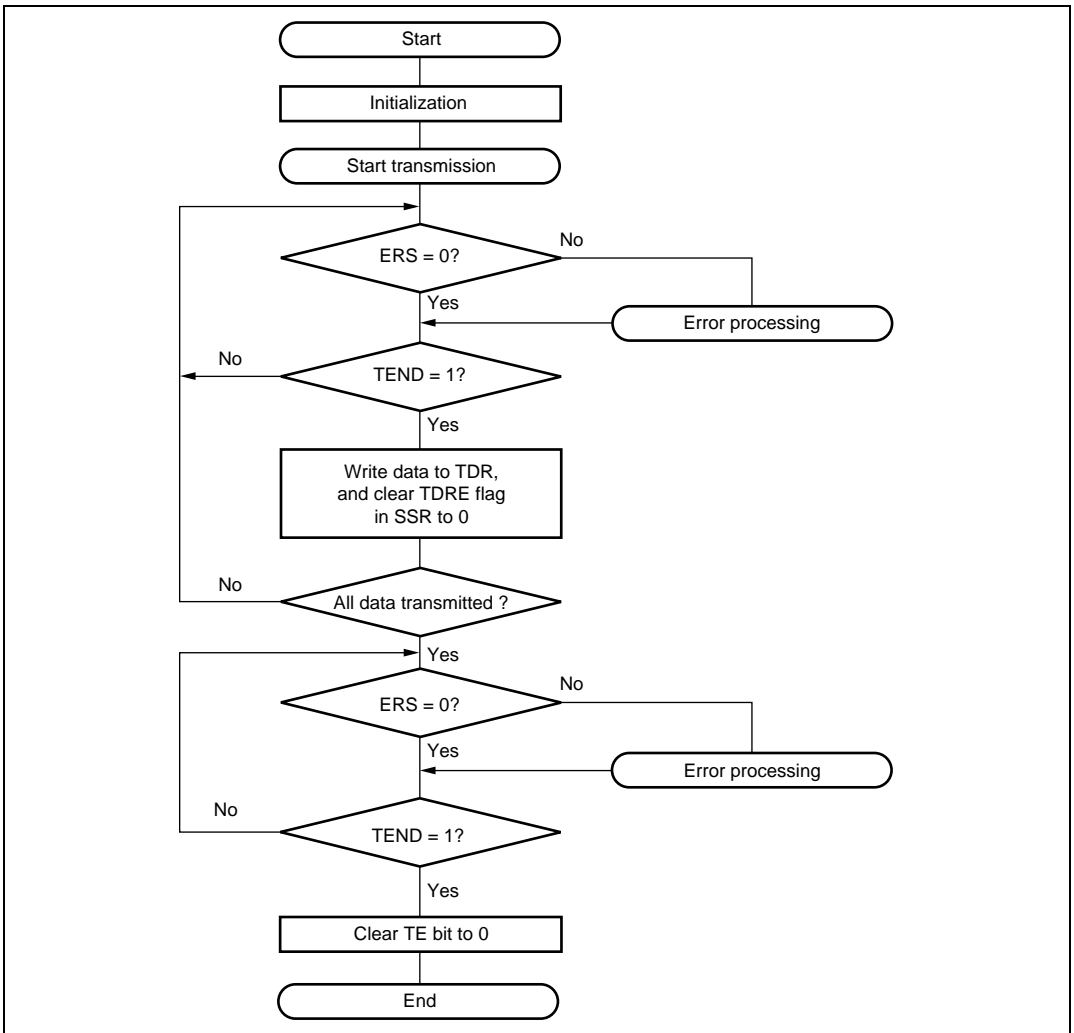 Start
Initialization
Start transmission
ERS = 0?
No
Yes
Error processing
No
TEND = 1?
Yes
Write data to TDR,
and clear TDRE flag
in SSR to 0
No
All data transmitted ?
Yes
ERS = 0?
No
Yes
Error processing
No
TEND = 1?
Yes
Clear TE bit to 0
End